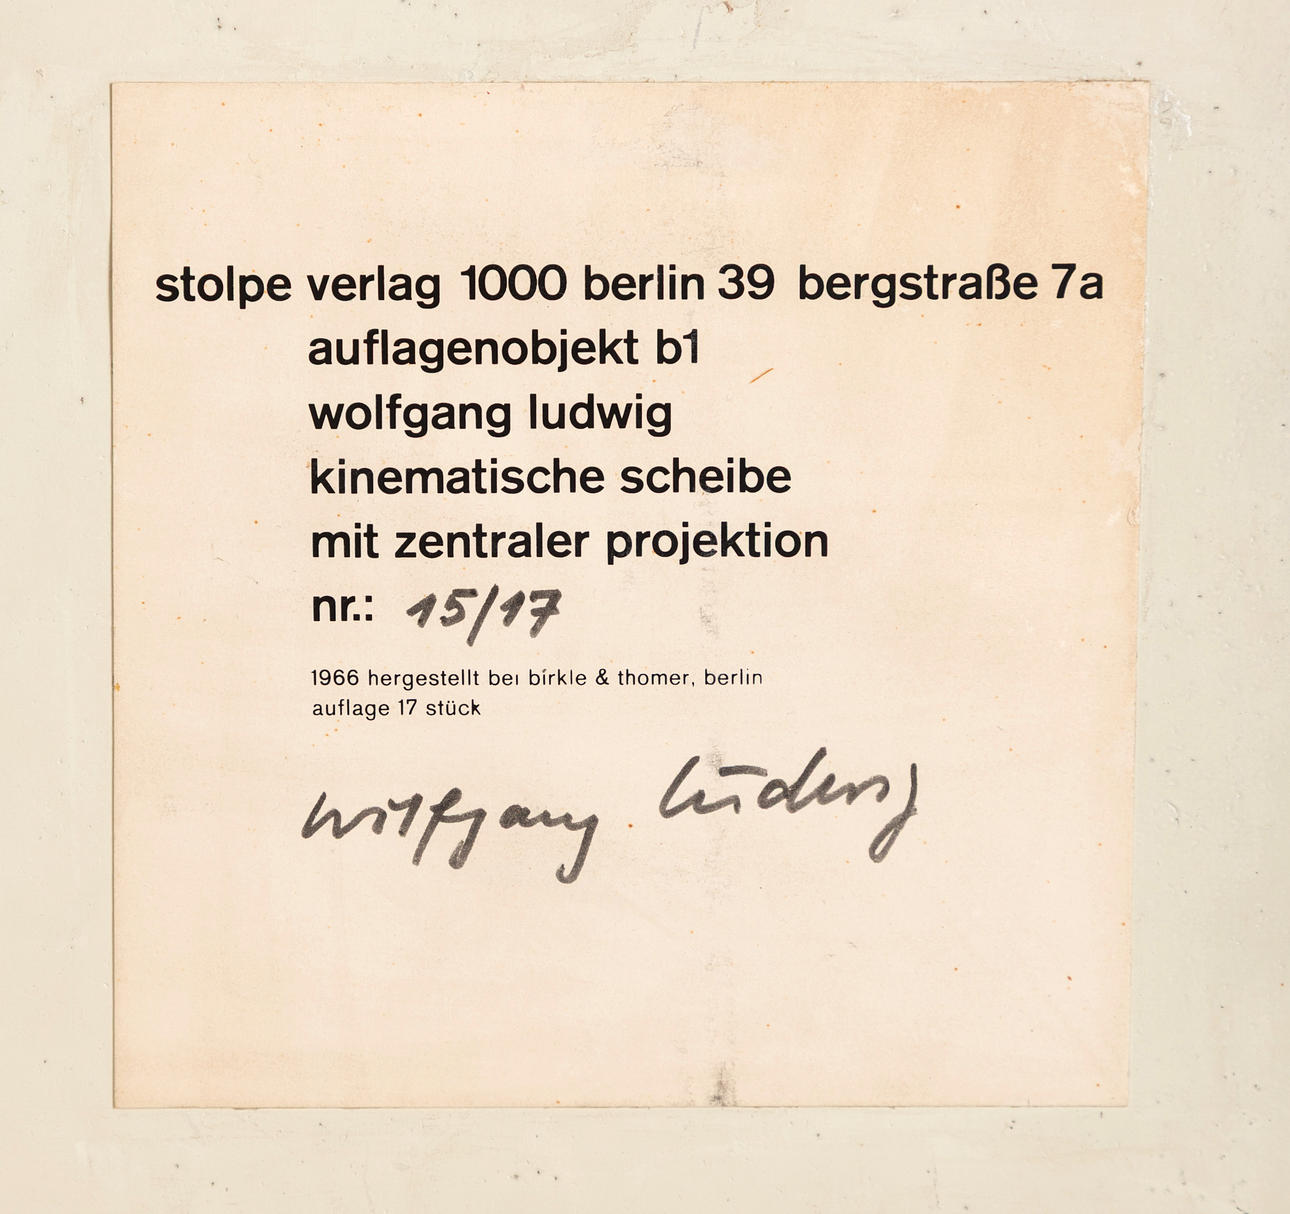 stolpe verlag 1000 berlin 39 bergstraße 7a
auflagenobjekt b1
wolfgang ludwig
kinematische scheibe
mit zentraler projektion
nr.: 15/17
1966 hergestellt bei birkle & thomer, berlin
auflage 17 stück
wolfgang ludwig